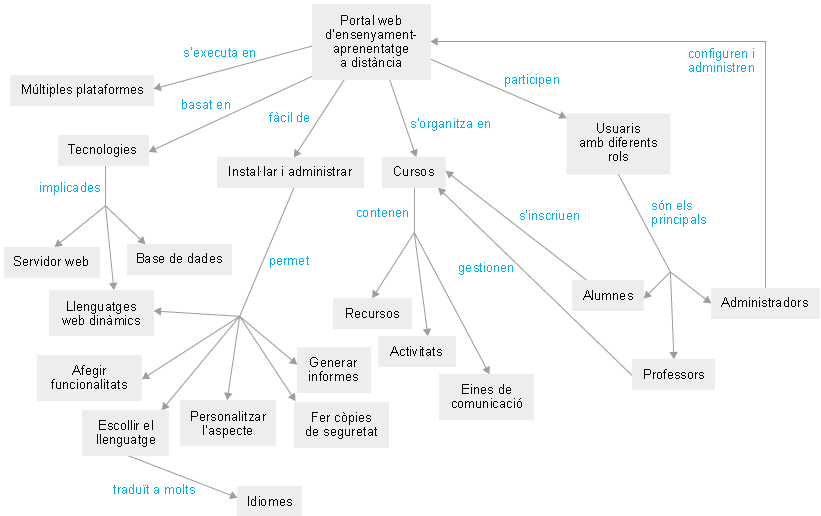 Portal web
d'ensenyament-
aprenentatge
a distància
s'executa en
configuren i
administren
Múltiples plataformes
basat en
participen
fàcil de
s'organitza en
Usuaris
amb diferents
rols
Tecnologies
Instal·lar i administrar
Cursos
implicades
contenen
són els
principals
s'inscriuen
Servidor web
Base de dades
permet
gestionen
Llenguatges
web dinàmics
Recursos
Alumnes
Administradors
Activitats
Generar
informes
Afegir
funcionalitats
Professors
Eines de
comunicació
Escollir el
llenguatge
Personalitzar
l'aspecte
Fer còpies
de seguretat
traduït a molts
Idiomes